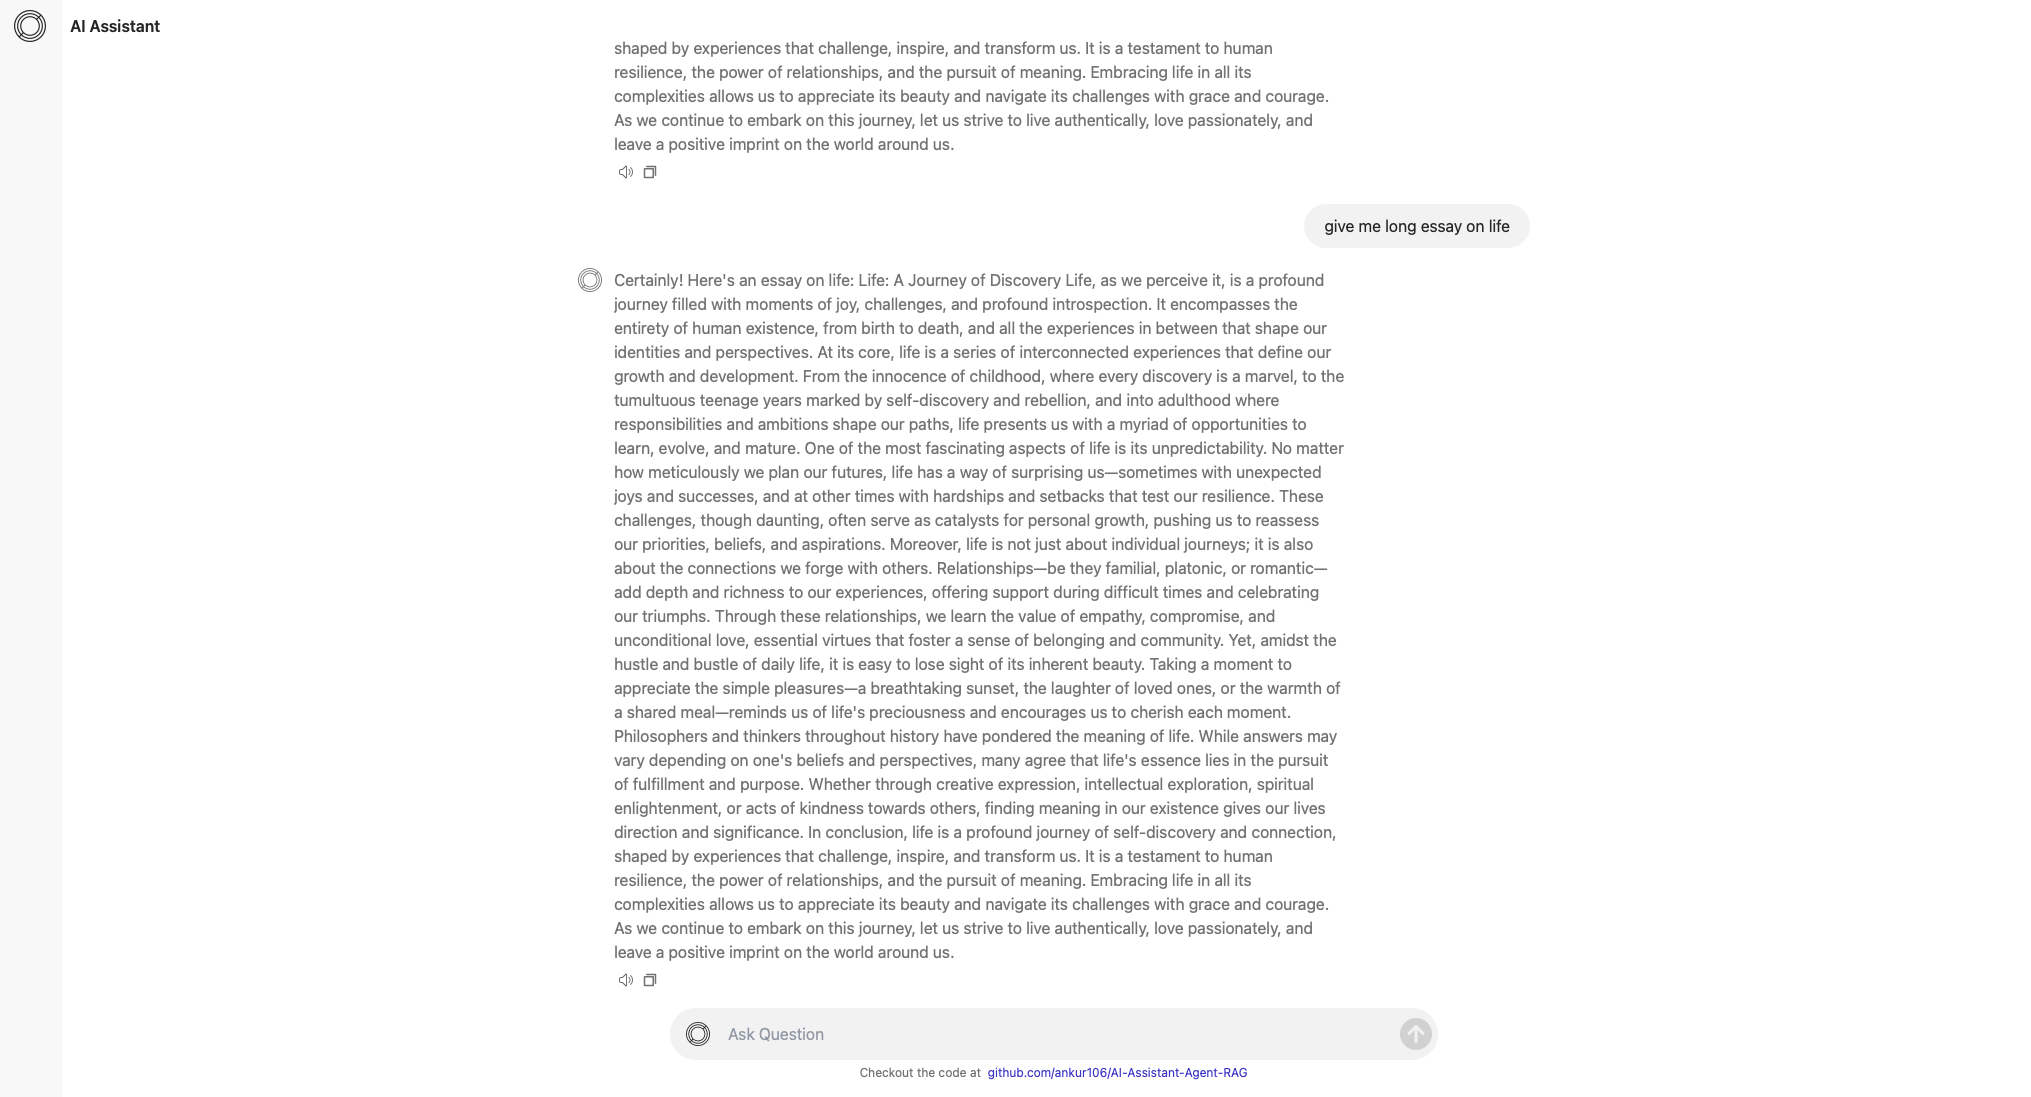 AI Assistant
shaped by experiences that challenge, inspire, and transform us. It is a testament to human
resilience, the power of relationships, and the pursuit of meaning. Embracing life in all its
complexities allows us to appreciate its beauty and navigate its challenges with grace and courage.
As we continue to embark on this journey, let us strive to live authentically, love passionately, and
leave a positive imprint on the world around us.
give me long essay on life
Certainly! Here's an essay on life: Life: A Journey of Discovery Life, as we perceive it, is a profound
journey filled with moments of joy, challenges, and profound introspection. It encompasses the
entirety of human existence, from birth to death, and all the experiences in between that shape our
identities and perspectives. At its core, life is a series of interconnected experiences that define our
growth and development. From the innocence of childhood, where every discovery is a marvel, to the
tumultuous teenage years marked by self-discovery and rebellion, and into adulthood where
responsibilities and ambitions shape our paths, life presents us with a myriad of opportunities to
learn, evolve, and mature. One of the most fascinating aspects of life is its unpredictability. No matter
how meticulously we plan our futures, life has a way of surprising us—sometimes with unexpected
joys and successes, and at other times with hardships and setbacks that test our resilience. These
challenges, though daunting, often serve as catalysts for personal growth, pushing us to reassess
our priorities, beliefs, and aspirations. Moreover, life is not just about individual journeys; it is also
about the connections we forge with others. Relationships—be they familial, platonic, or romantic—
add depth and richness to our experiences, offering support during difficult times and celebrating
our triumphs. Through these relationships, we learn the value of empathy, compromise, and
unconditional love, essential virtues that foster a sense of belonging and community. Yet, amidst the
hustle and bustle of daily life, it is easy to lose sight of its inherent beauty. Taking a moment to
appreciate the simple pleasures—a breathtaking sunset, the laughter of loved ones, or the warmth of
a shared meal—reminds us of life's preciousness and encourages us to cherish each moment.
Philosophers and thinkers throughout history have pondered the meaning of life. While answers may
vary depending on one's beliefs and perspectives, many agree that life's essence lies in the pursuit
of fulfillment and purpose. Whether through creative expression, intellectual exploration, spiritual
enlightenment, or acts of kindness towards others, finding meaning in our existence gives our lives
direction and significance. In conclusion, life is a profound journey of self-discovery and connection,
shaped by experiences that challenge, inspire, and transform us. It is a testament to human
resilience, the power of relationships, and the pursuit of meaning. Embracing life in all its
complexities allows us to appreciate its beauty and navigate its challenges with grace and courage.
As we continue to embark on this journey, let us strive to live authentically, love passionately, and
leave a positive imprint on the world around us.
Ask Question
Checkout the code at github.com/ankur106/AI-Assistant-Agent-RAG